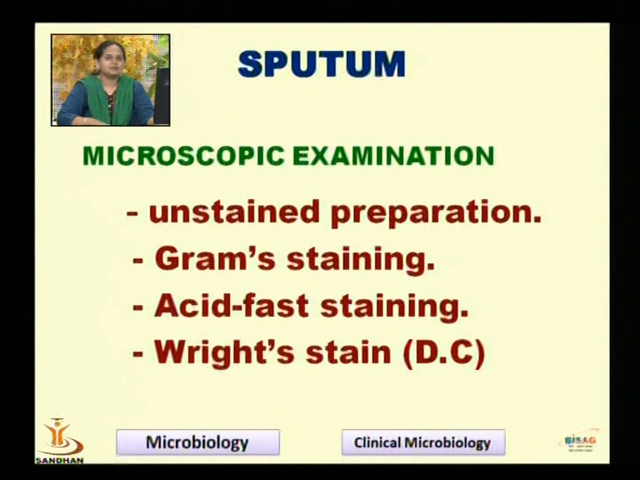 SPUTUM
MICROSCOPIC EXAMINATION
- unstained preparation.
- Gram's staining.
- Acid-fast staining.
- Wright's stain (D.C)
Microbiology
Clinical Microbiology
SANDHAN
BISAG